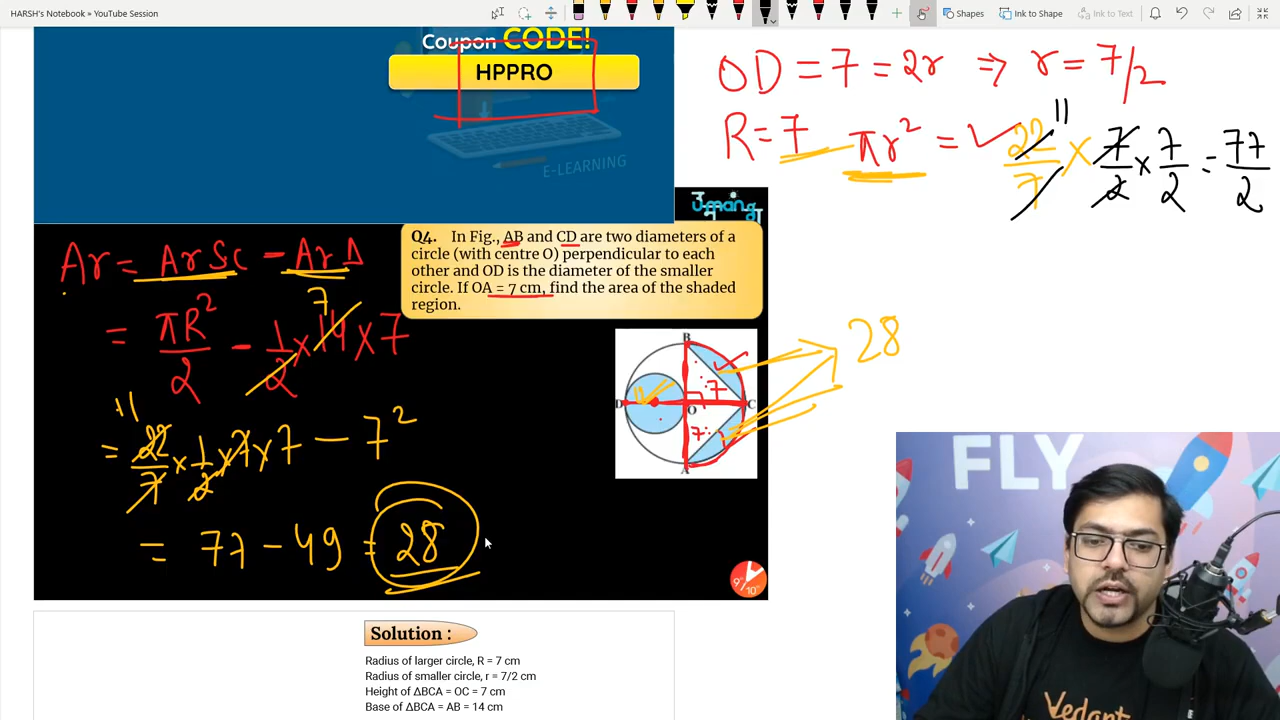 HARSH's Notebook » YouTube Session
Shapes
Ink to Shape
Ink to Text
Coupon CODE!
HPPRO
E-LEARNING
OD = 7 = 2r ⇒ r = 7/2
R = 7 πr² = ✓ 22/7 × 7/2 × 7/2 = 77/2
11
उमंग
Q4. In Fig., AB and CD are two diameters of a
circle (with centre O) perpendicular to each
other and OD is the diameter of the smaller
circle. If OA = 7 cm, find the area of the shaded
region.
Ar = Ar Sc - Ar Δ
7
= πR²/2 - 1/2 × 14 × 7
11
= 22/7 × 1/2 × 7 × 7 - 7²
= 77 - 49 = 28
B
D
O
C
A
7
7
28
FLY
Solution :
Radius of larger circle, R = 7 cm
Radius of smaller circle, r = 7/2 cm
Height of ΔBCA = OC = 7 cm
Base of ΔBCA = AB = 14 cm
Vedant